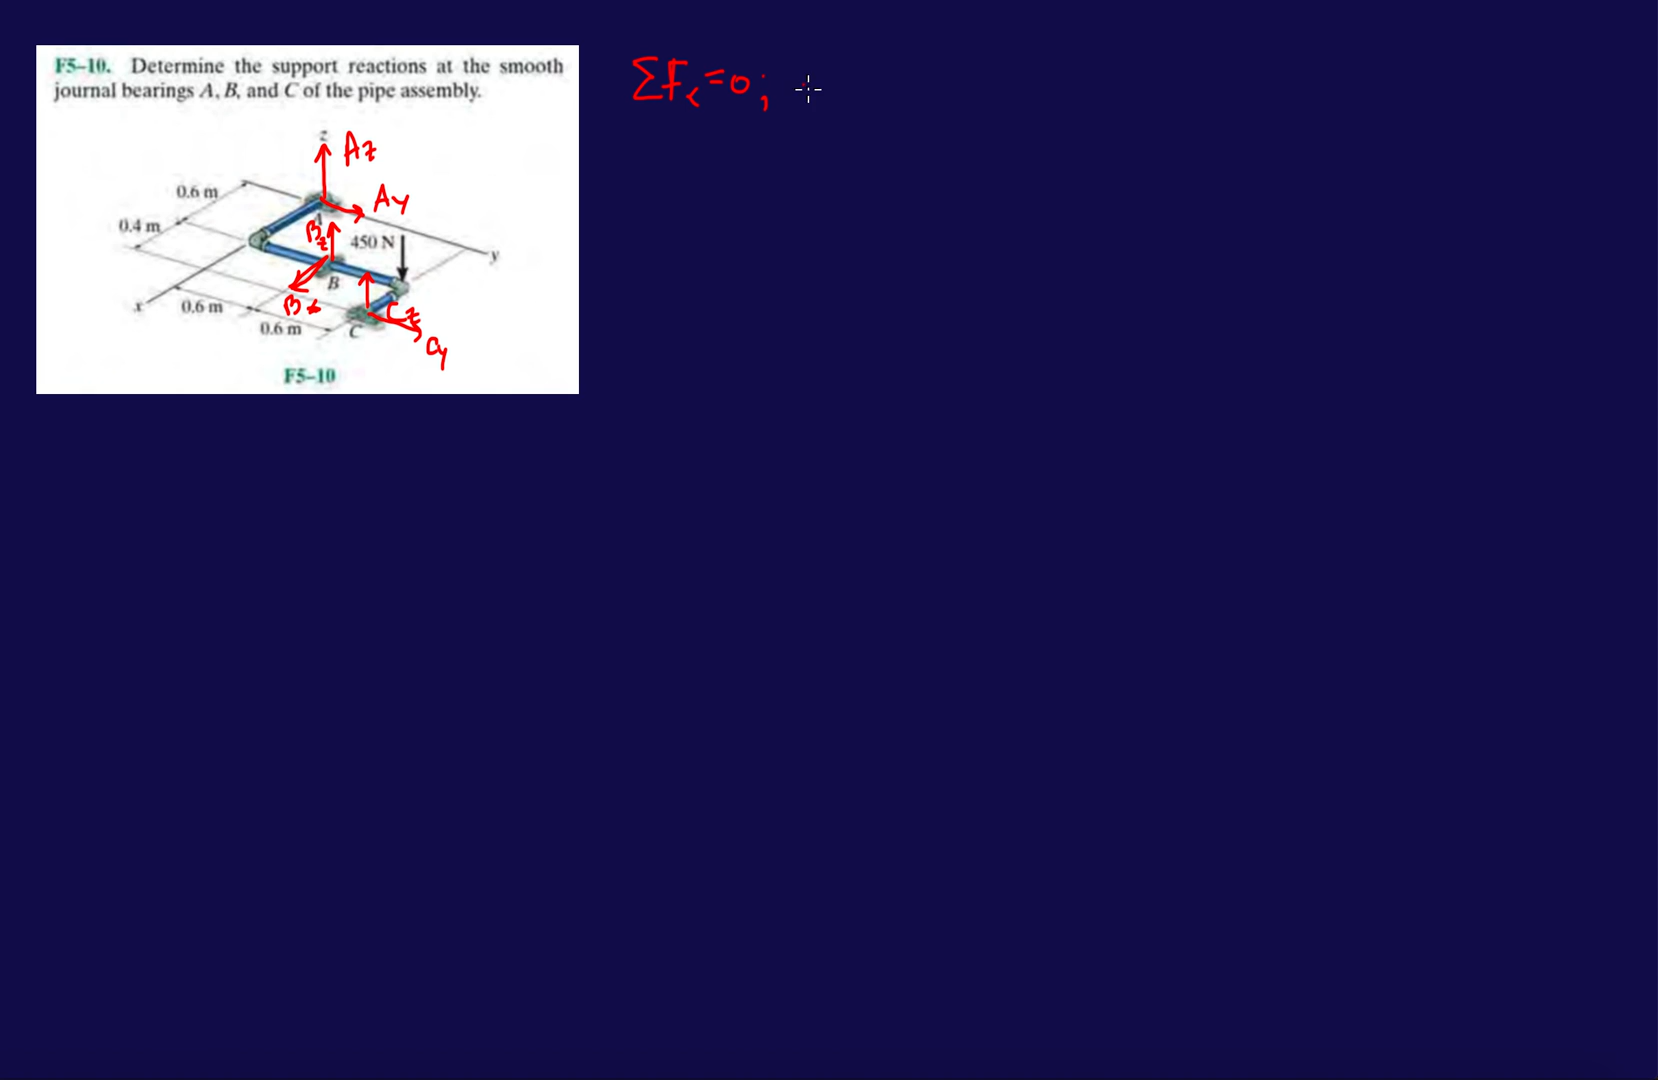 F5–10. Determine the support reactions at the smooth
journal bearings A, B, and C of the pipe assembly.
ΣFx=0;
z
Az
0.6 m
Ay
A
0.4 m
Bz
450 N
y
B
x
0.6 m
Bx
Cz
0.6 m
C
Cy
F5–10